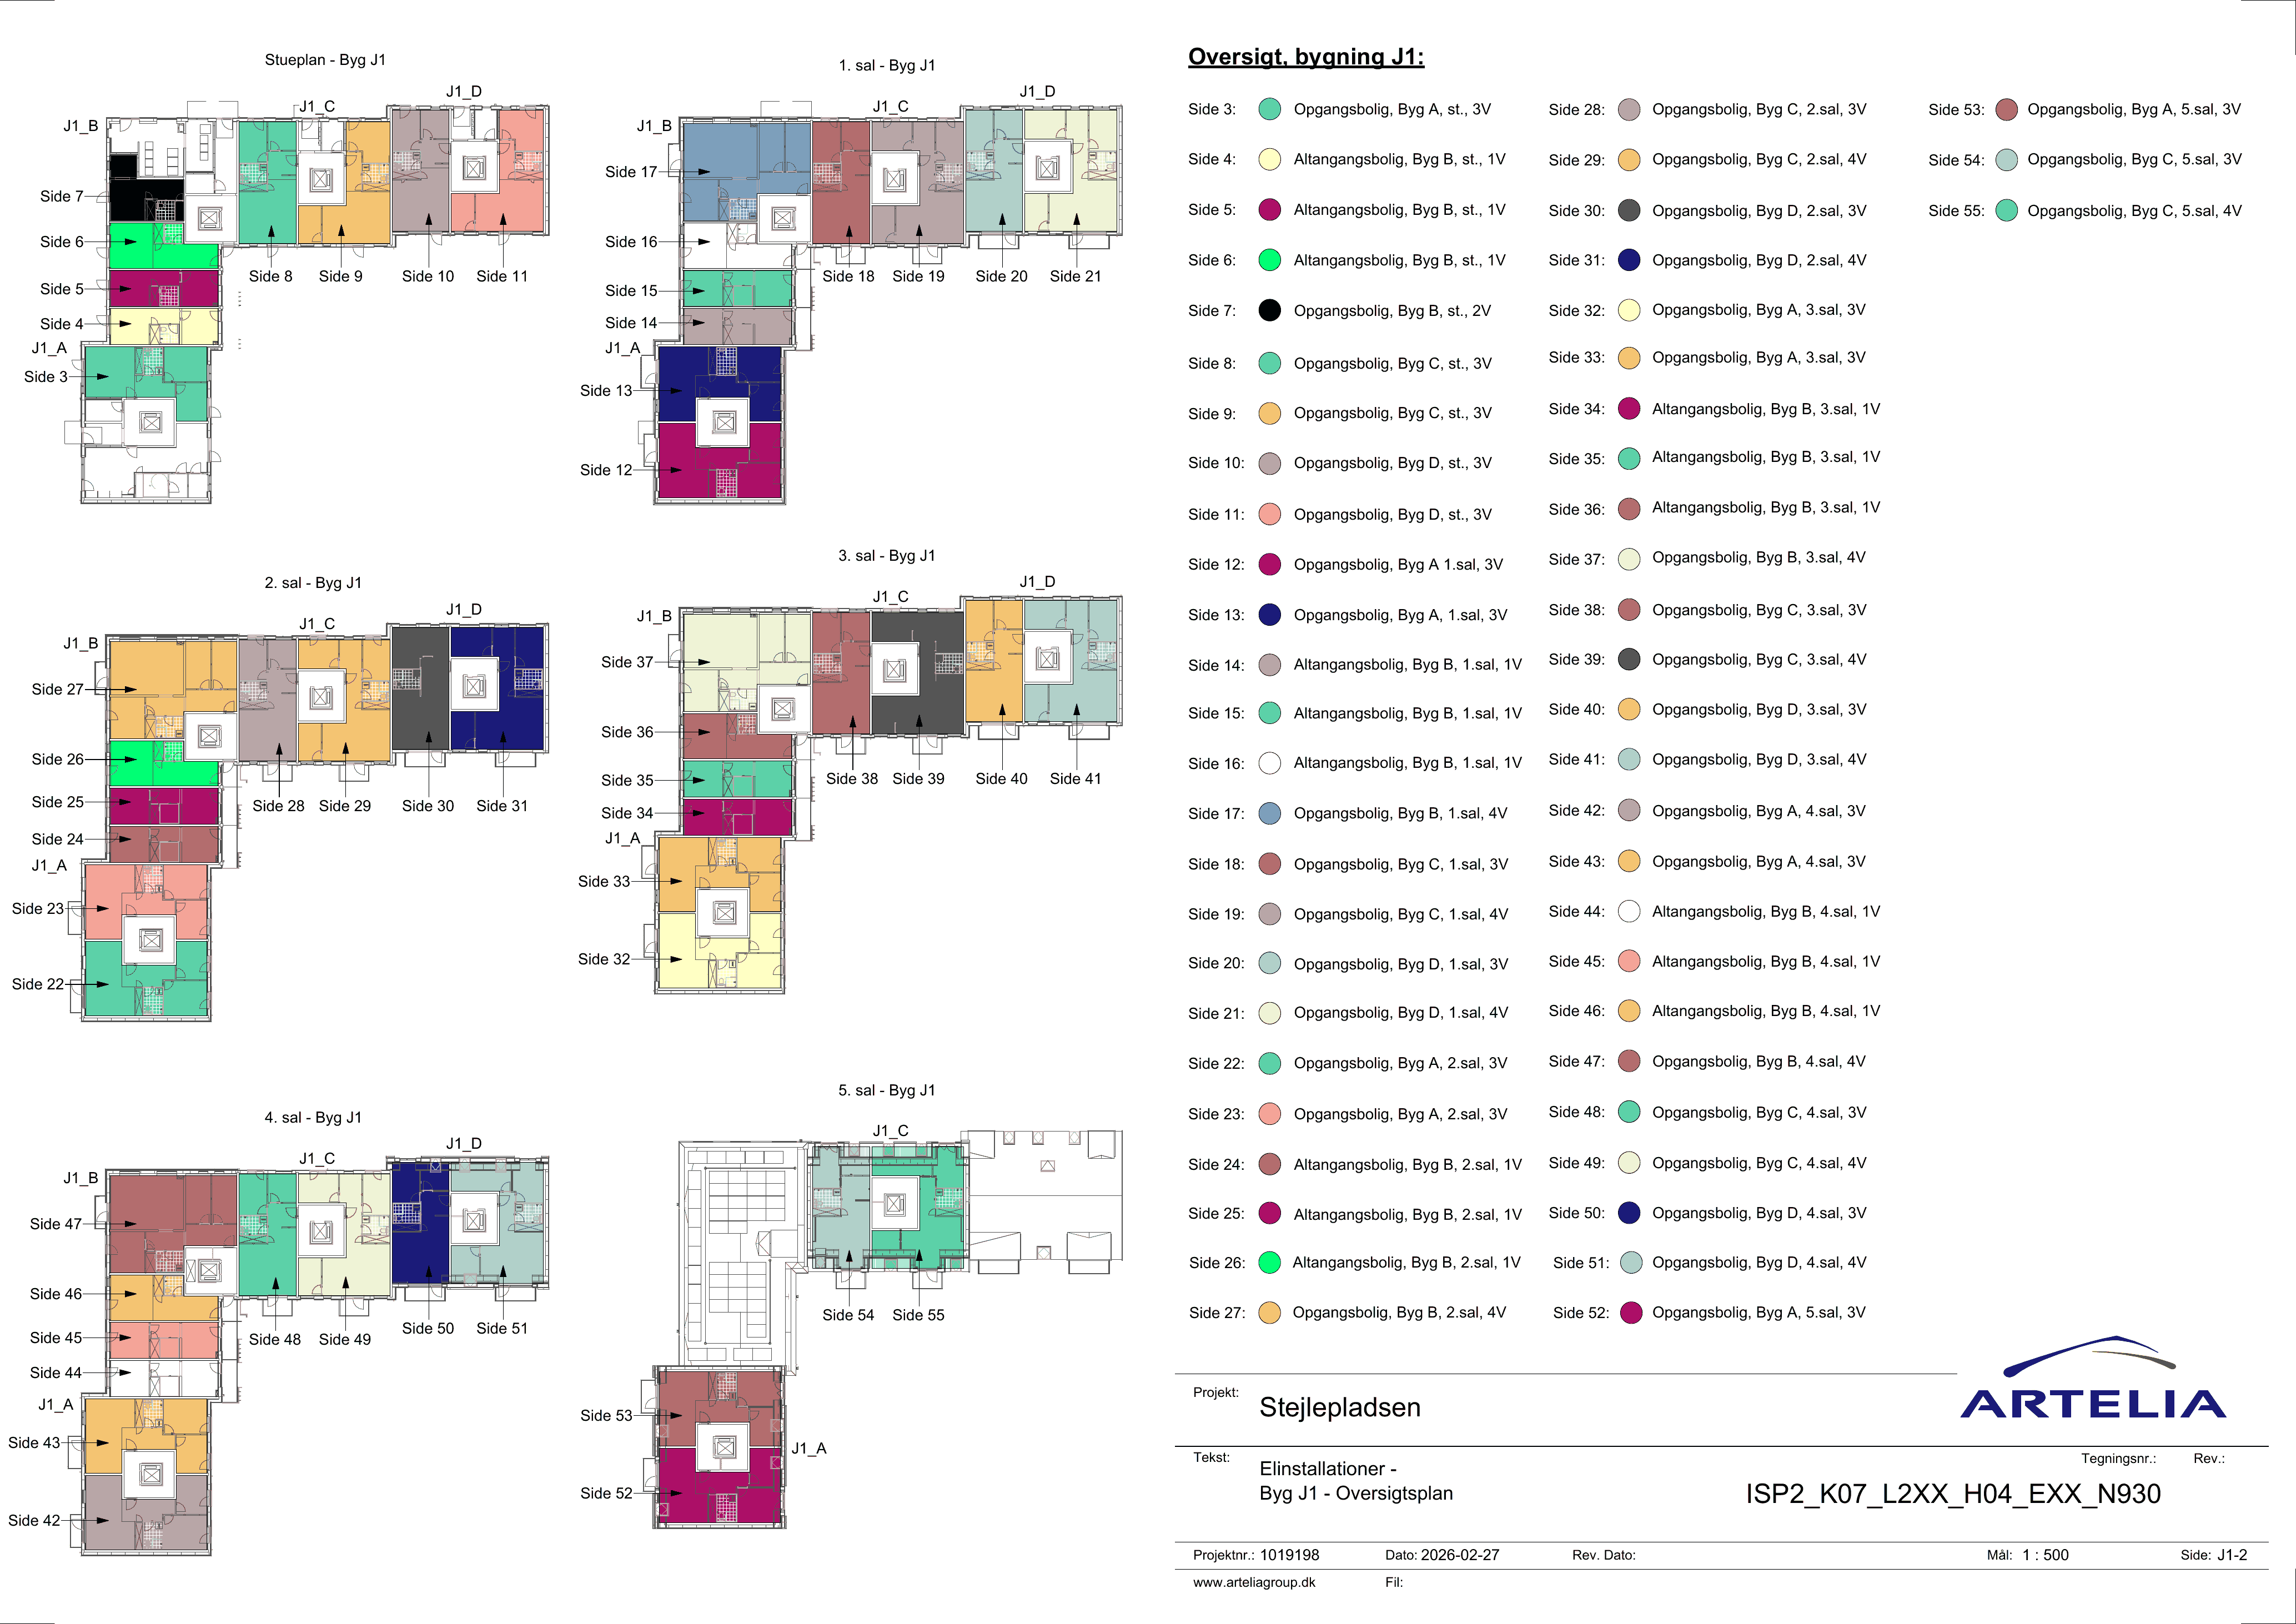 Stueplan - Byg J1
J1_B
J1_C
J1_D
Side 7
Side 6
Side 5
Side 4
J1_A
Side 3
Side 8
Side 9
Side 10
Side 11
1. sal - Byg J1
J1_B
J1_C
J1_D
Side 17
Side 16
Side 15
Side 14
J1_A
Side 13
Side 12
Side 18
Side 19
Side 20
Side 21
2. sal - Byg J1
J1_B
J1_C
J1_D
Side 27
Side 26
Side 25
Side 24
J1_A
Side 23
Side 22
Side 28
Side 29
Side 30
Side 31
3. sal - Byg J1
J1_B
J1_C
J1_D
Side 37
Side 36
Side 35
Side 34
J1_A
Side 33
Side 32
Side 38
Side 39
Side 40
Side 41
4. sal - Byg J1
J1_B
J1_C
J1_D
Side 47
Side 46
Side 45
Side 44
J1_A
Side 43
Side 42
Side 48
Side 49
Side 50
Side 51
5. sal - Byg J1
J1_C
Side 54
Side 55
Side 53
J1_A
Side 52
Oversigt, bygning J1:
Side 3: Opgangsbolig, Byg A, st., 3V
Side 4: Altangangsbolig, Byg B, st., 1V
Side 5: Altangangsbolig, Byg B, st., 1V
Side 6: Altangangsbolig, Byg B, st., 1V
Side 7: Opgangsbolig, Byg B, st., 2V
Side 8: Opgangsbolig, Byg C, st., 3V
Side 9: Opgangsbolig, Byg C, st., 3V
Side 10: Opgangsbolig, Byg D, st., 3V
Side 11: Opgangsbolig, Byg D, st., 3V
Side 12: Opgangsbolig, Byg A 1.sal, 3V
Side 13: Opgangsbolig, Byg A, 1.sal, 3V
Side 14: Altangangsbolig, Byg B, 1.sal, 1V
Side 15: Altangangsbolig, Byg B, 1.sal, 1V
Side 16: Altangangsbolig, Byg B, 1.sal, 1V
Side 17: Opgangsbolig, Byg B, 1.sal, 4V
Side 18: Opgangsbolig, Byg C, 1.sal, 3V
Side 19: Opgangsbolig, Byg C, 1.sal, 4V
Side 20: Opgangsbolig, Byg D, 1.sal, 3V
Side 21: Opgangsbolig, Byg D, 1.sal, 4V
Side 22: Opgangsbolig, Byg A, 2.sal, 3V
Side 23: Opgangsbolig, Byg A, 2.sal, 3V
Side 24: Altangangsbolig, Byg B, 2.sal, 1V
Side 25: Altangangsbolig, Byg B, 2.sal, 1V
Side 26: Altangangsbolig, Byg B, 2.sal, 1V
Side 27: Opgangsbolig, Byg B, 2.sal, 4V
Side 28: Opgangsbolig, Byg C, 2.sal, 3V
Side 29: Opgangsbolig, Byg C, 2.sal, 4V
Side 30: Opgangsbolig, Byg D, 2.sal, 3V
Side 31: Opgangsbolig, Byg D, 2.sal, 4V
Side 32: Opgangsbolig, Byg A, 3.sal, 3V
Side 33: Opgangsbolig, Byg A, 3.sal, 3V
Side 34: Altangangsbolig, Byg B, 3.sal, 1V
Side 35: Altangangsbolig, Byg B, 3.sal, 1V
Side 36: Altangangsbolig, Byg B, 3.sal, 1V
Side 37: Opgangsbolig, Byg B, 3.sal, 4V
Side 38: Opgangsbolig, Byg C, 3.sal, 3V
Side 39: Opgangsbolig, Byg C, 3.sal, 4V
Side 40: Opgangsbolig, Byg D, 3.sal, 3V
Side 41: Opgangsbolig, Byg D, 3.sal, 4V
Side 42: Opgangsbolig, Byg A, 4.sal, 3V
Side 43: Opgangsbolig, Byg A, 4.sal, 3V
Side 44: Altangangsbolig, Byg B, 4.sal, 1V
Side 45: Altangangsbolig, Byg B, 4.sal, 1V
Side 46: Altangangsbolig, Byg B, 4.sal, 1V
Side 47: Opgangsbolig, Byg B, 4.sal, 4V
Side 48: Opgangsbolig, Byg C, 4.sal, 3V
Side 49: Opgangsbolig, Byg C, 4.sal, 4V
Side 50: Opgangsbolig, Byg D, 4.sal, 3V
Side 51: Opgangsbolig, Byg D, 4.sal, 4V
Side 52: Opgangsbolig, Byg A, 5.sal, 3V
Side 53: Opgangsbolig, Byg A, 5.sal, 3V
Side 54: Opgangsbolig, Byg C, 5.sal, 3V
Side 55: Opgangsbolig, Byg C, 5.sal, 4V
ARTELIA
Projekt: Stejlepladsen
Tekst: Elinstallationer -
Byg J1 - Oversigtsplan
Tegningsnr.: Rev.:
ISP2_K07_L2XX_H04_EXX_N930
Projektnr.: 1019198 Dato: 2026-02-27 Rev. Dato: Mål: 1 : 500 Side: J1-2
www.arteliagroup.dk Fil: